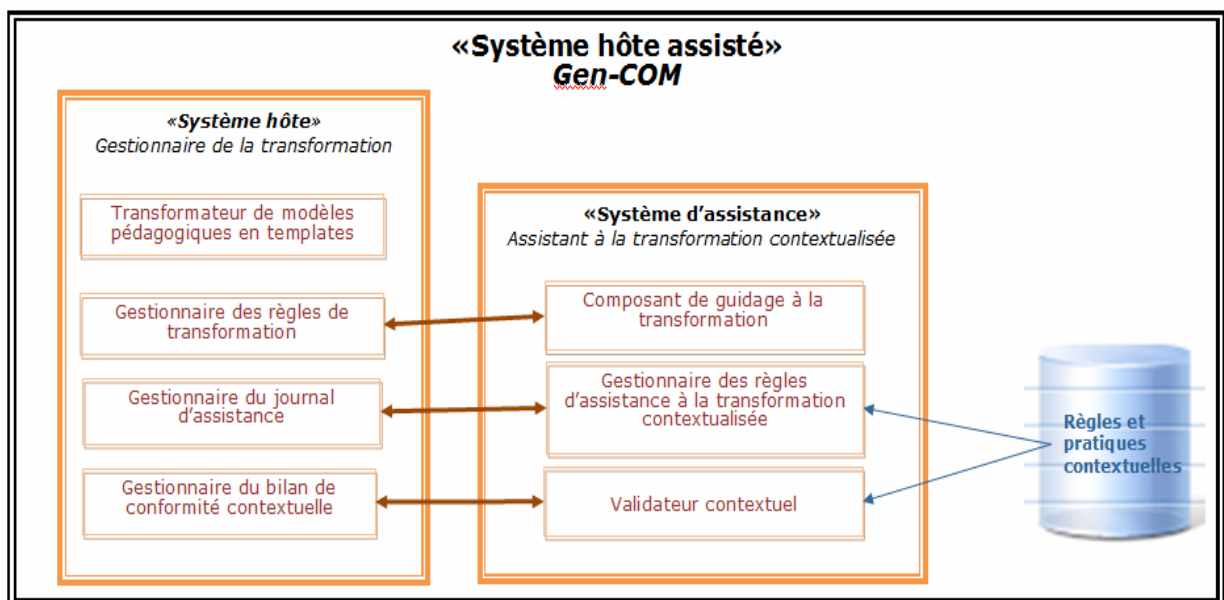 «Système hôte assisté»
Gen-COM
«Système hôte»
Gestionnaire de la transformation
Transformateur de modèles
pédagogiques en templates
Gestionnaire des règles de
transformation
Gestionnaire du journal
d’assistance
Gestionnaire du bilan de
conformité contextuelle
«Système d’assistance»
Assistant à la transformation contextualisée
Composant de guidage à la
transformation
Gestionnaire des règles
d’assistance à la transformation
contextualisée
Validateur contextuel
Règles et
pratiques
contextuelles